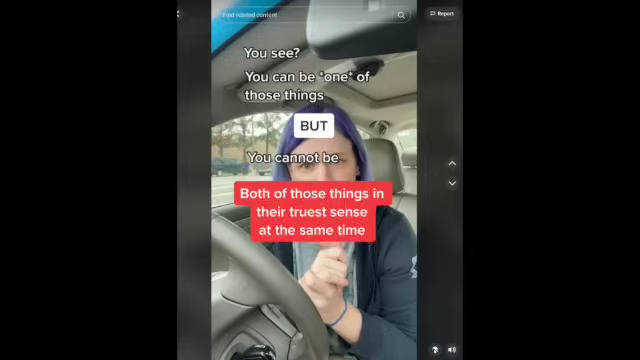 Find related content
Report
You see?
You can be *one* of
those things
BUT
You cannot be
Both of those things in
their truest sense
at the same time